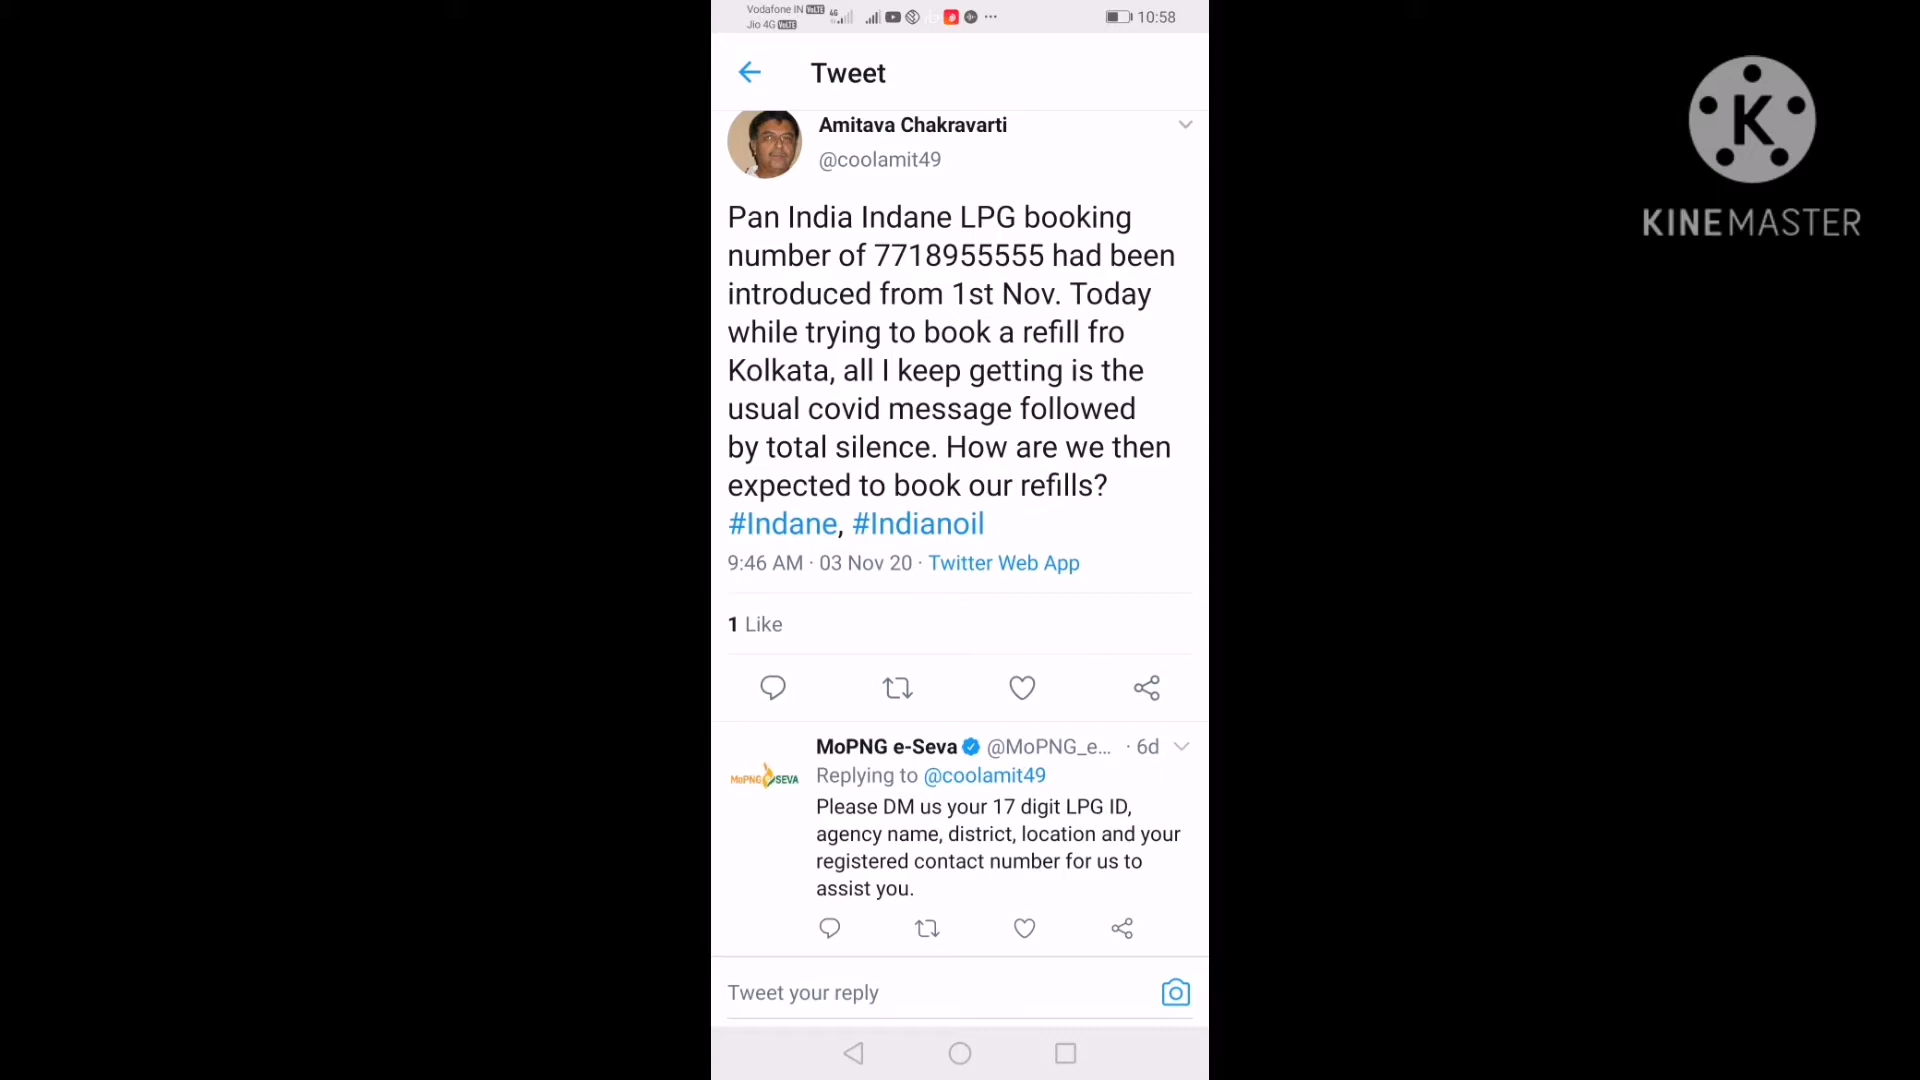 Vodafone IN VoLTE 4G 10:58
Jio 4G VoLTE
Tweet
Amitava Chakravarti
@coolamit49
Pan India Indane LPG booking
number of 7718955555 had been
introduced from 1st Nov. Today
while trying to book a refill fro
Kolkata, all I keep getting is the
usual covid message followed
by total silence. How are we then
expected to book our refills?
#Indane, #Indianoil
9:46 AM · 03 Nov 20 · Twitter Web App
1 Like
MoPNG e-Seva @MoPNG_e... · 6d
Replying to @coolamit49
MoPNG SEVA
Please DM us your 17 digit LPG ID,
agency name, district, location and your
registered contact number for us to
assist you.
Tweet your reply
K
KINEMASTER